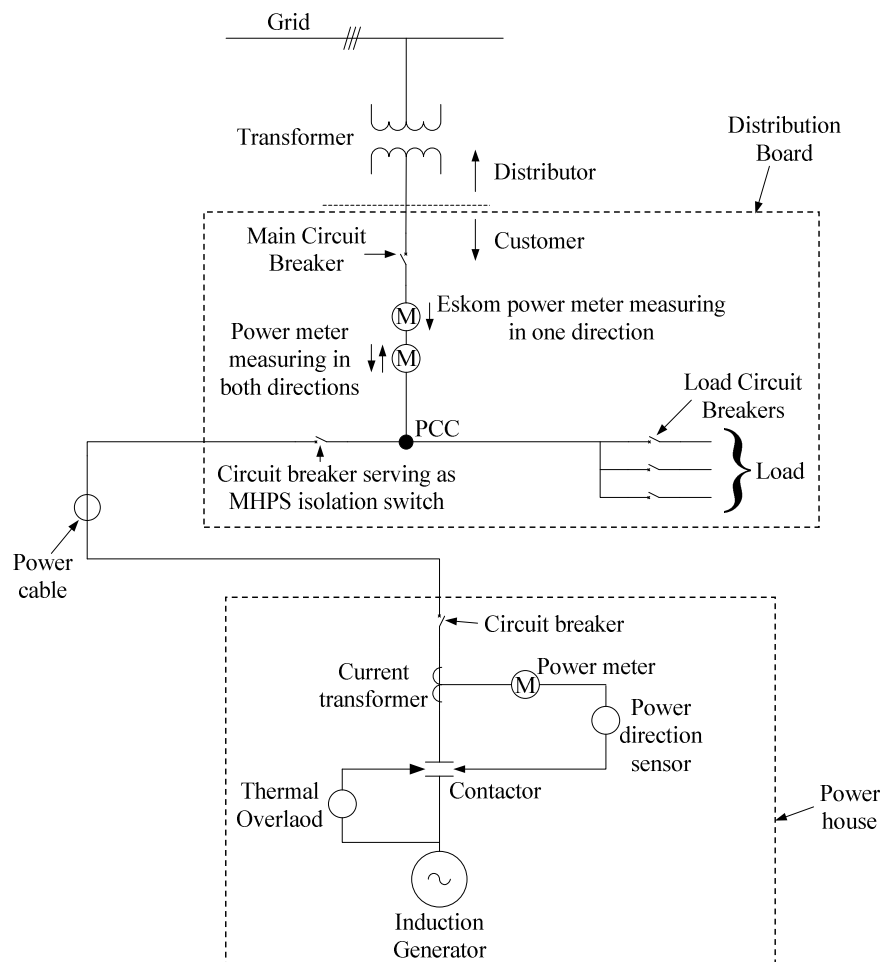 Grid
Transformer
Distribution
Board
Distributor
Customer
Main Circuit
Breaker
M
Eskom power meter measuring
in one direction
Power meter
measuring in
both directions
M
Load Circuit
Breakers
PCC
Load
Circuit breaker serving as
MHPS isolation switch
Power
cable
Circuit breaker
Current
transformer
Power meter
M
Power
direction
sensor
Thermal
Overlaod
Contactor
Power
house
Induction
Generator